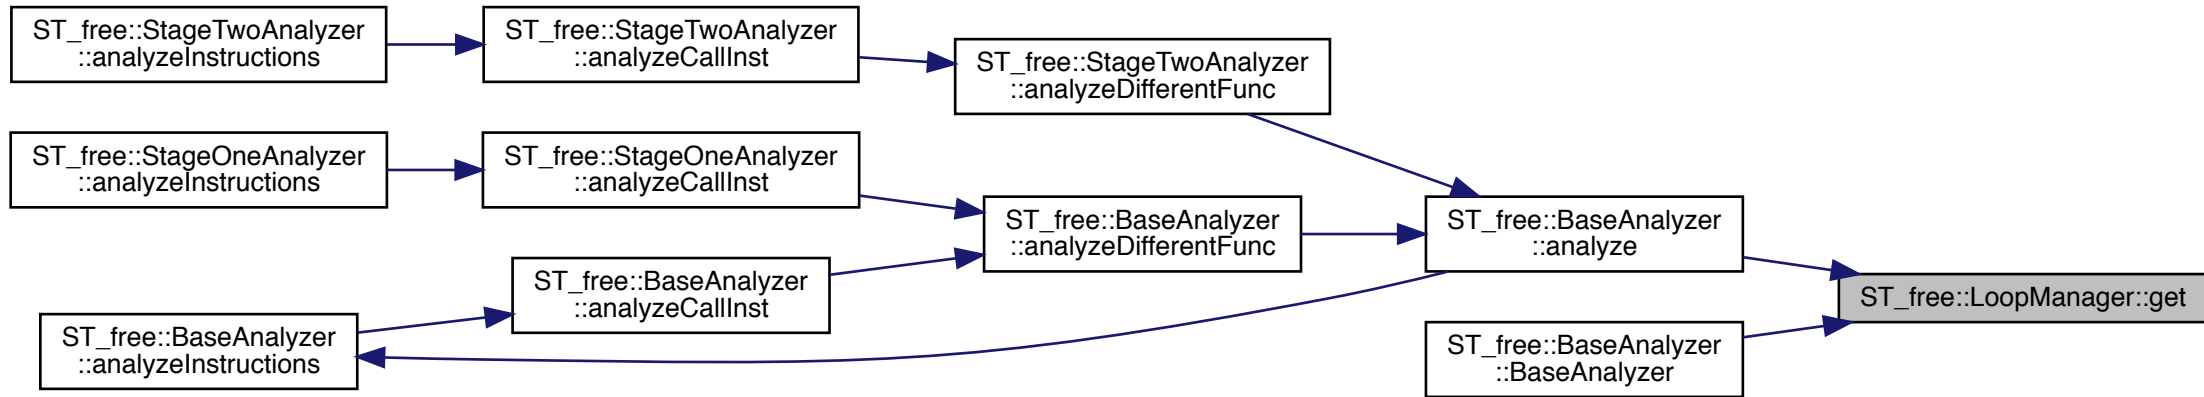 ST_free::StageTwoAnalyzer
::analyzeInstructions
ST_free::StageTwoAnalyzer
::analyzeCallInst
ST_free::StageTwoAnalyzer
::analyzeDifferentFunc
ST_free::StageOneAnalyzer
::analyzeInstructions
ST_free::StageOneAnalyzer
::analyzeCallInst
ST_free::BaseAnalyzer
::analyzeDifferentFunc
ST_free::BaseAnalyzer
::analyze
ST_free::BaseAnalyzer
::analyzeCallInst
ST_free::LoopManager::get
ST_free::BaseAnalyzer
::analyzeInstructions
ST_free::BaseAnalyzer
::BaseAnalyzer